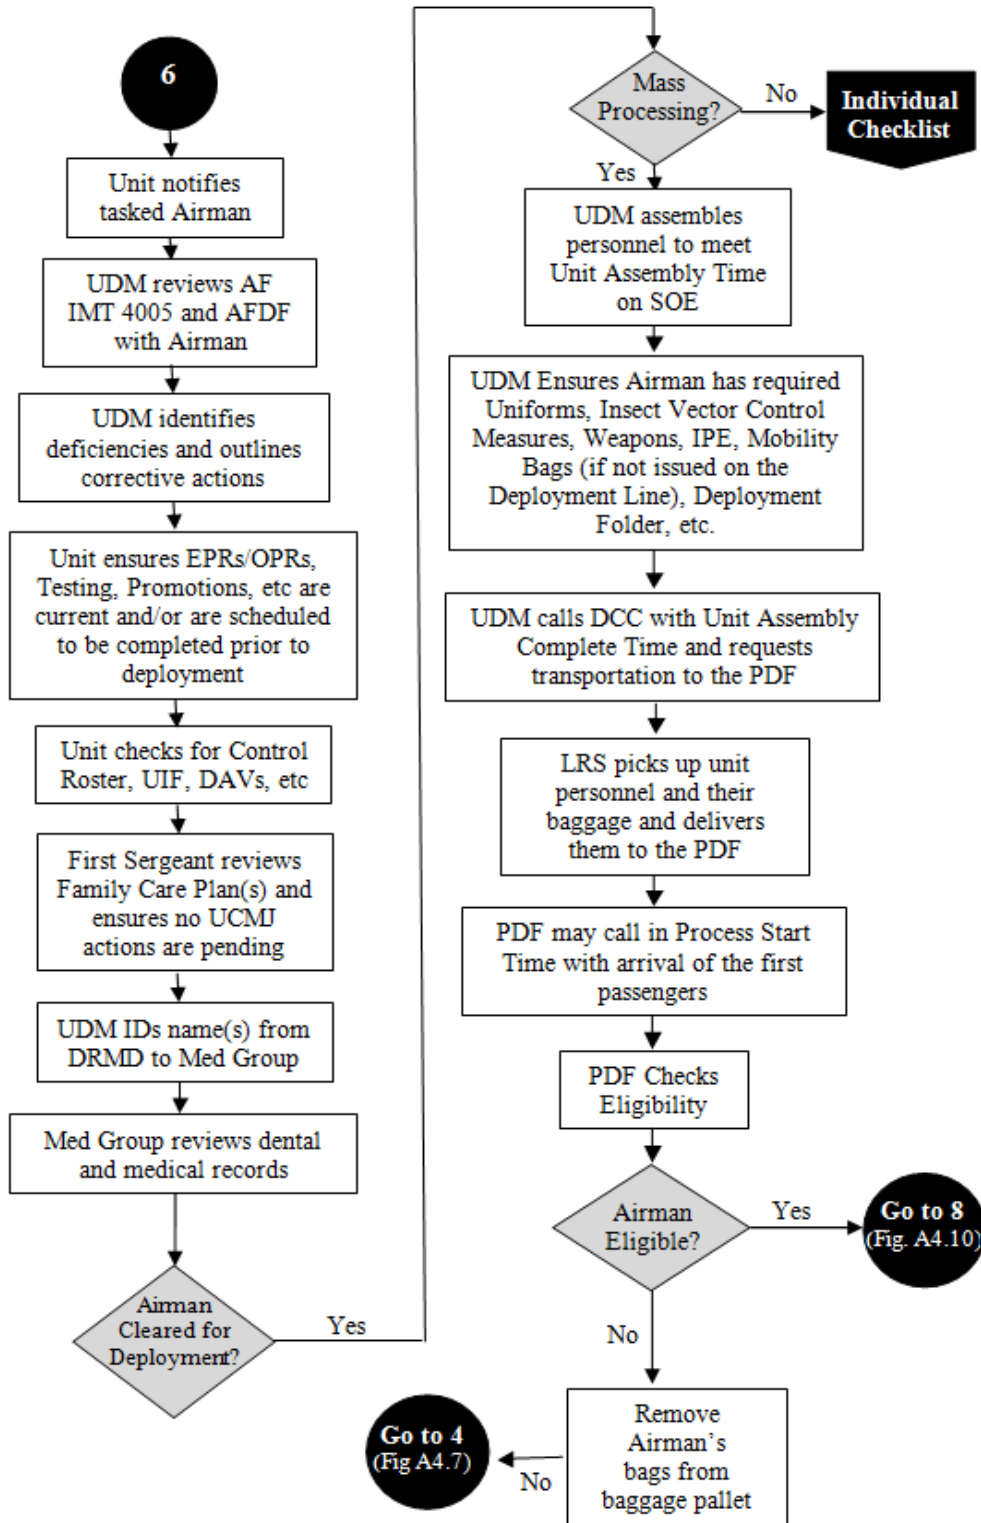 6
Unit notifies
tasked Airman
UDM reviews AF
IMT 4005 and AFDF
with Airman
UDM identifies
deficiencies and outlines
corrective actions
Unit ensures EPRs/OPRs,
Testing, Promotions, etc are
current and/or are scheduled
to be completed prior to
deployment
Unit checks for Control
Roster, UIF, DAVs, etc
First Sergeant reviews
Family Care Plan(s) and
ensures no UCMJ
actions are pending
UDM IDs name(s) from
DRMD to Med Group
Med Group reviews dental
and medical records
Airman
Cleared for
Deployment?
Yes
Mass
Processing?
No
Individual
Checklist
Yes
UDM assembles
personnel to meet
Unit Assembly Time
on SOE
UDM Ensures Airman has required
Uniforms, Insect Vector Control
Measures, Weapons, IPE, Mobility
Bags (if not issued on the
Deployment Line), Deployment
Folder, etc.
UDM calls DCC with Unit Assembly
Complete Time and requests
transportation to the PDF
LRS picks up unit
personnel and their
baggage and delivers
them to the PDF
PDF may call in Process Start
Time with arrival of the first
passengers
PDF Checks
Eligibility
Airman
Eligible?
Yes
Go to 8
(Fig. A4.10)
No
Remove
Airman’s
bags from
baggage pallet
No
Go to 4
(Fig A4.7)